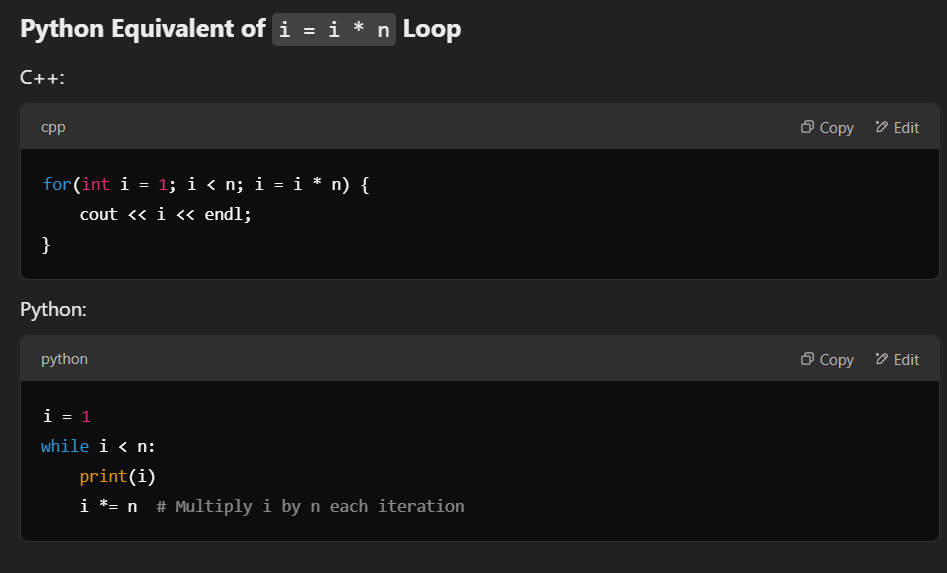 Python Equivalent of i = i * n Loop
C++:
cpp Copy Edit
for(int i = 1; i < n; i = i * n) {
    cout << i << endl;
}
Python:
python Copy Edit
i = 1
while i < n:
    print(i)
    i *= n  # Multiply i by n each iteration